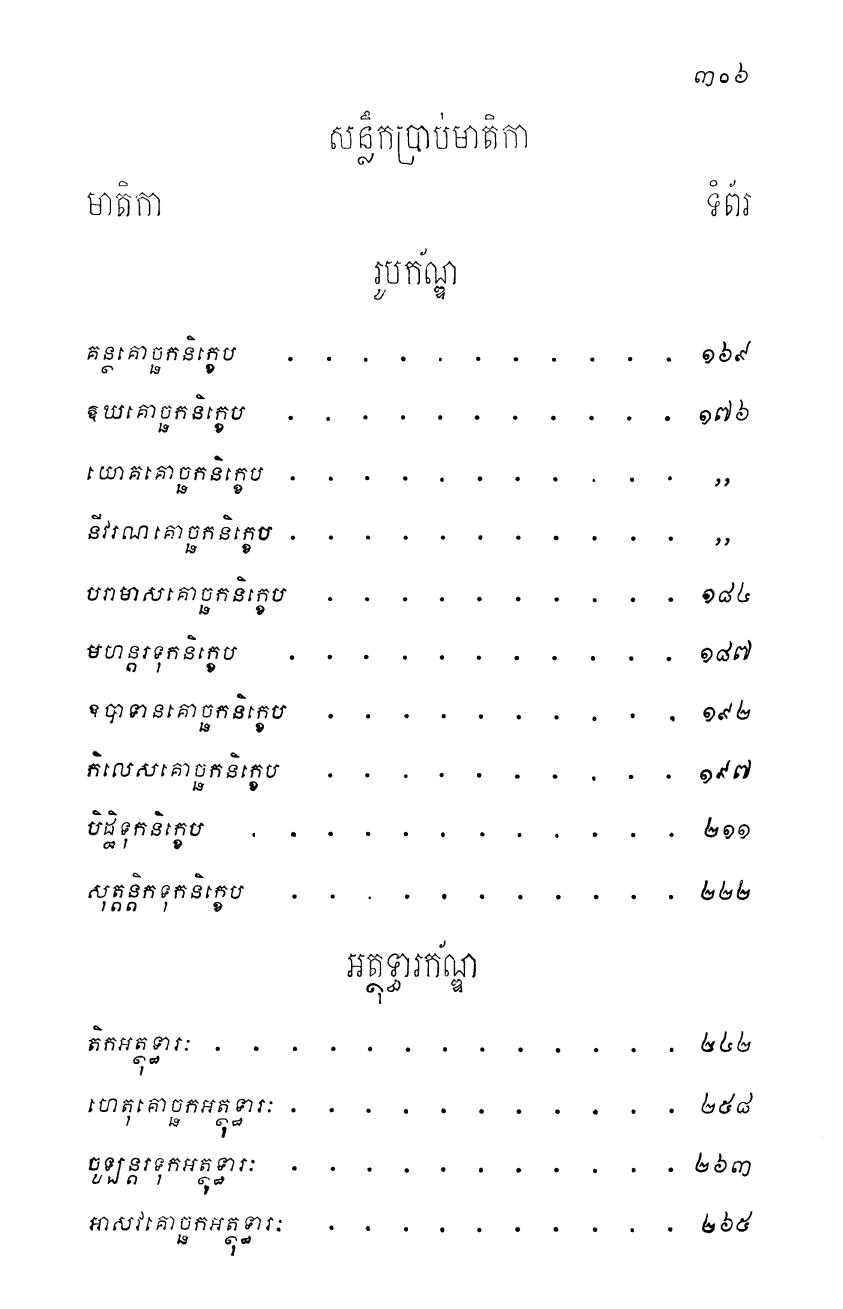 ៣០៦
សន្លឹកប្រាប់មាតិកា
មាតិកា ទំព័រ
រូបកណ្ឌ័
គន្ថគោច្ឆកនិក្ខេប . . . . . . . . . . . ១៦៩
ឱឃគោច្ឆកនិក្ខេប . . . . . . . . . . . ១៧៦
យោគគោច្ឆកនិក្ខេប . . . . . . . . . . . ,,
នីវរណគោច្ឆកនិក្ខេប . . . . . . . . . . . ,,
បរាមាសគោច្ឆកនិក្ខេប . . . . . . . . . . ១៨៤
មហន្តរទុកនិក្ខេប . . . . . . . . . . . ១៨៧
ឧបាទានគោច្ឆកនិក្ខេប . . . . . . . . . . ១៩២
កិលេសគោច្ឆកនិក្ខេប . . . . . . . . . . ១៩៧
បិដ្ឋិទុកនិក្ខេប . . . . . . . . . . . . ២១១
សុត្តន្តិកទុកនិក្ខេប . . . . . . . . . . . ២២២
អត្ថុទ្ធារកណ្ឌ័
តិកអត្ថុទ្ធារៈ . . . . . . . . . . . . . ២៤២
ហេតុគោច្ឆកអត្ថុទ្ធារៈ . . . . . . . . . . . ២៥៨
ចូឡន្តរទុកអត្ថុទ្ធារៈ . . . . . . . . . . . ២៦៣
អាសវគោច្ឆកអត្ថុទ្ធារៈ . . . . . . . . . . ២៦៥